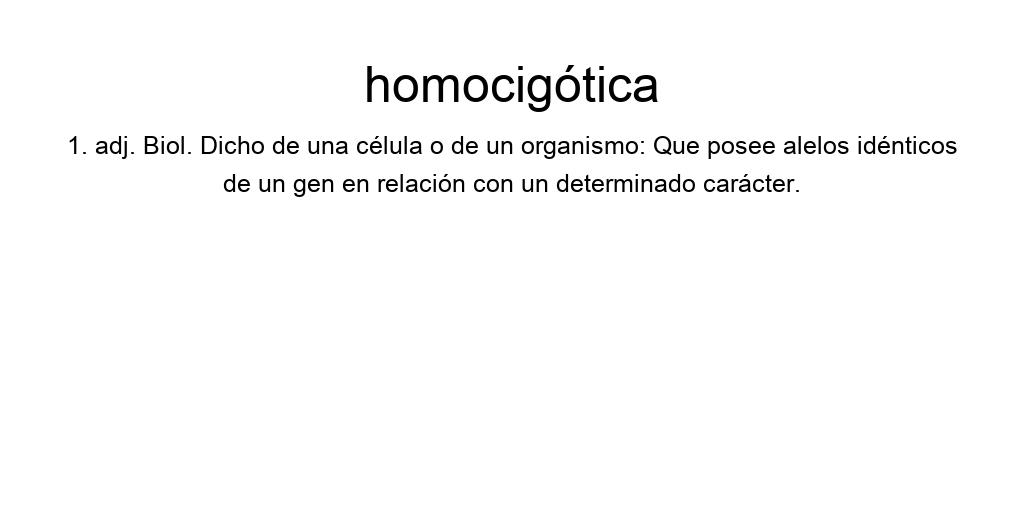 homocigótica
1. adj. Biol. Dicho de una célula o de un organismo: Que posee alelos idénticos
de un gen en relación con un determinado carácter.